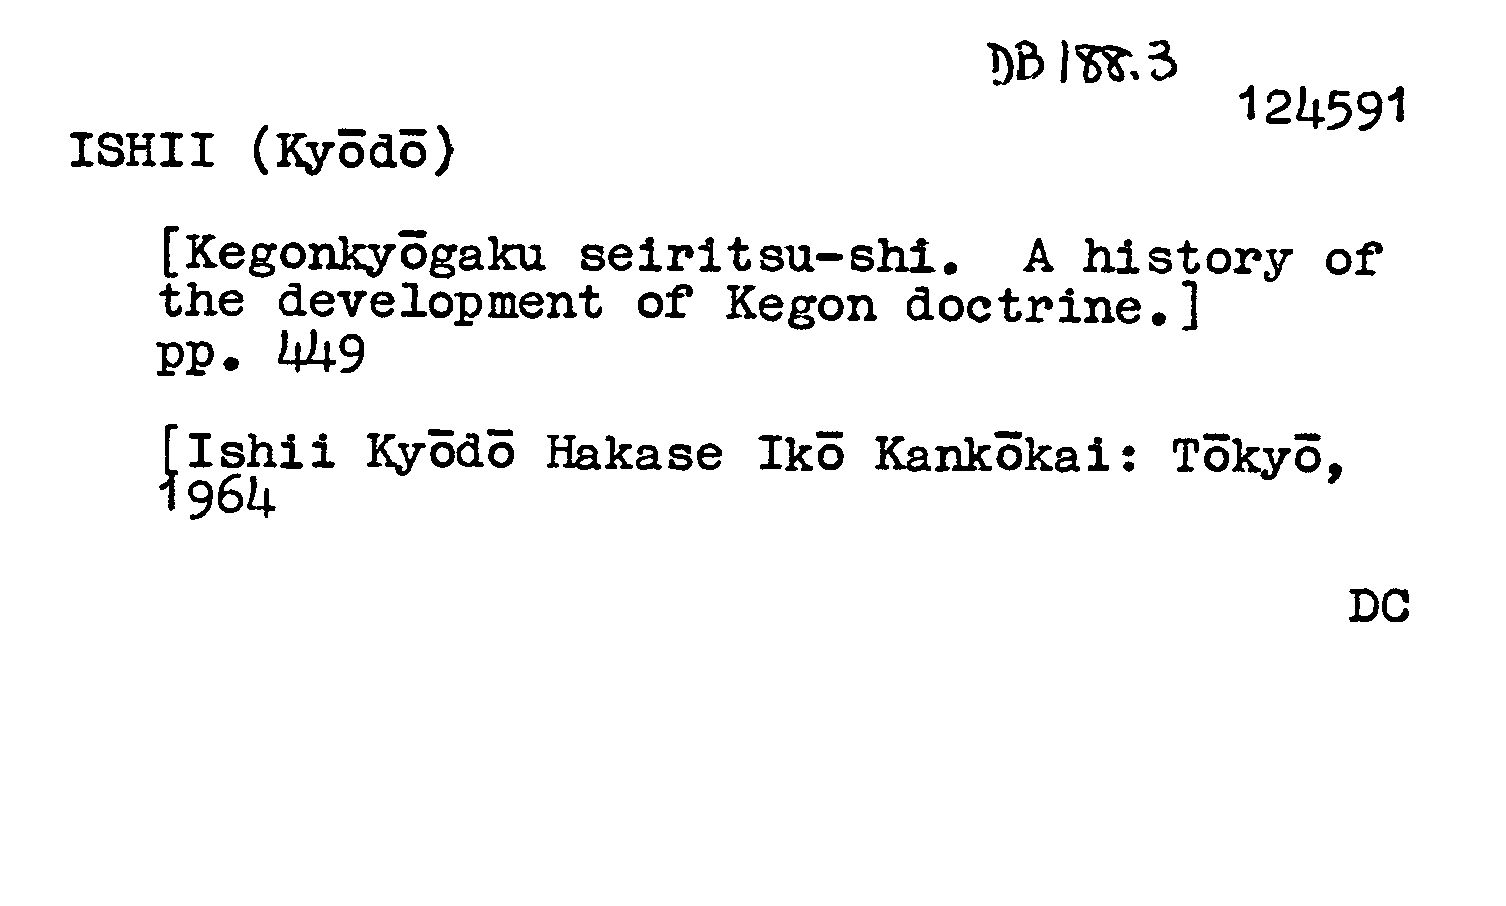 DB 188.3
124591
ISHII (Kyōdō)
[Kegonkyōgaku seiritsu-shi. A history of
the development of Kegon doctrine.]
pp. 449
[Ishii Kyōdō Hakase Ikō Kankōkai: Tōkyō,
1964
DC